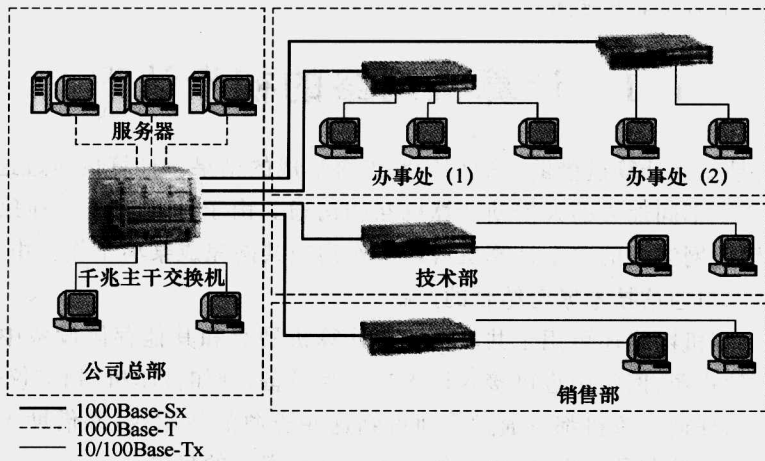 服务器
办事处（1）
办事处（2）
千兆主干交换机
技术部
公司总部
销售部
1000Base-Sx
1000Base-T
10/100Base-Tx